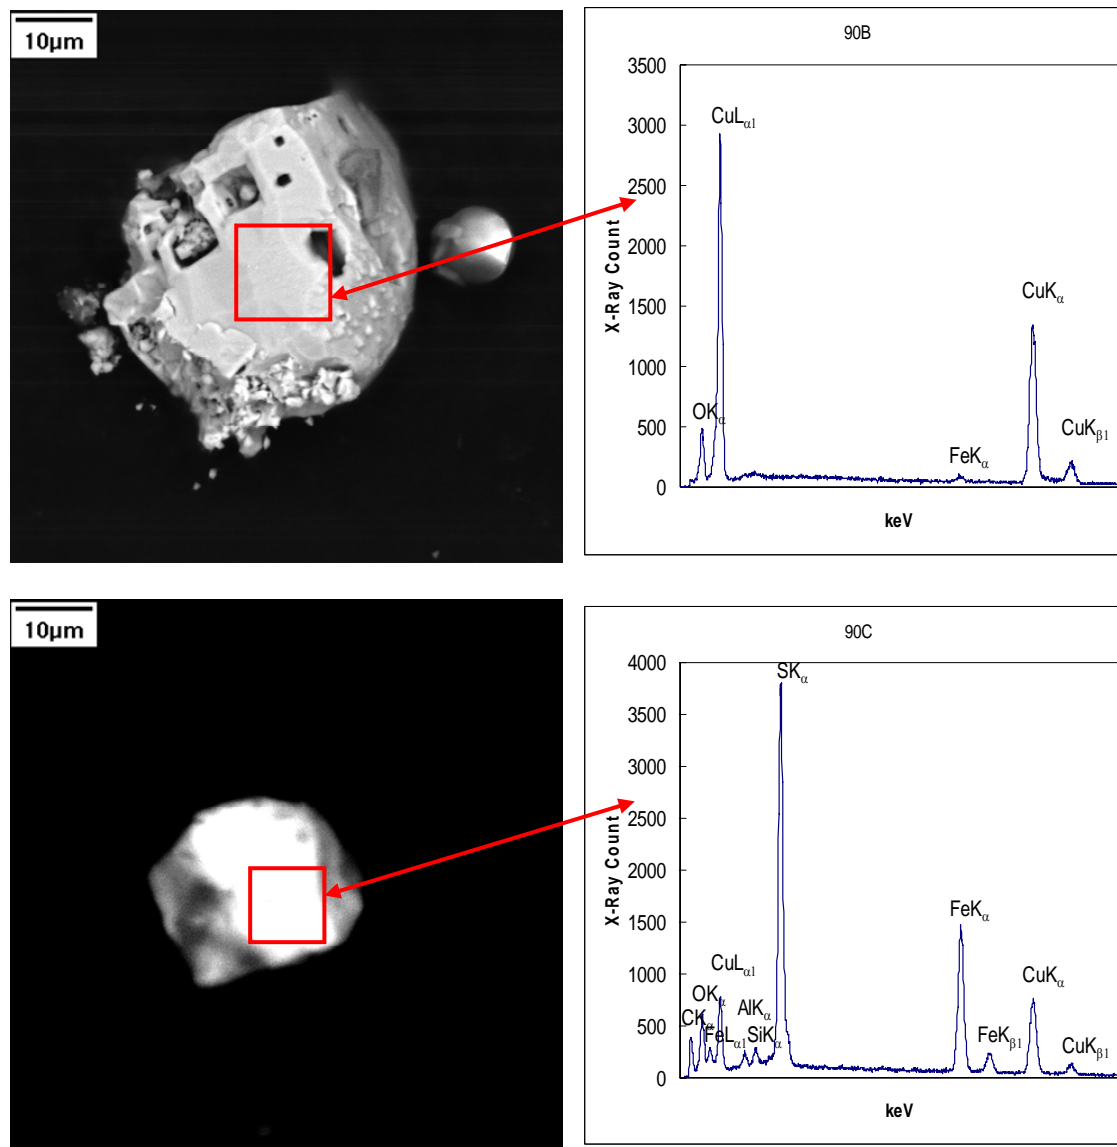 10µm
90B
3500
3000
2500
2000
1500
1000
500
0
X-Ray Count
CuLα1
OKα
FeKα
CuKα
CuKβ1
keV
10µm
90C
4000
3500
3000
2500
2000
1500
1000
500
0
X-Ray Count
SKα
CuLα1
OKα
CKα
FeLα1
AlKα
SiKα
FeKα
FeKβ1
CuKα
CuKβ1
keV